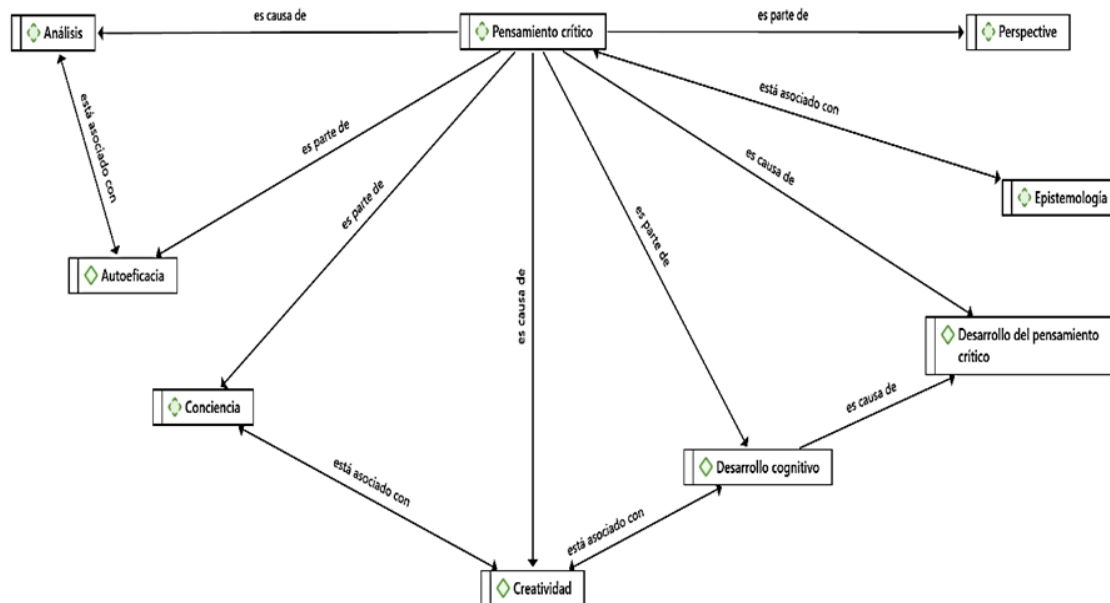 es causa de
es parte de
Análisis
Pensamiento crítico
Perspective
está asociado con
está asociado con
es parte de
es causa de
es parte de
Epistemología
es parte de
Autoeficacia
es causa de
Desarrollo del pensamiento
crítico
es causa de
Conciencia
Desarrollo cognitivo
está asociado con
está asociado con
Creatividad